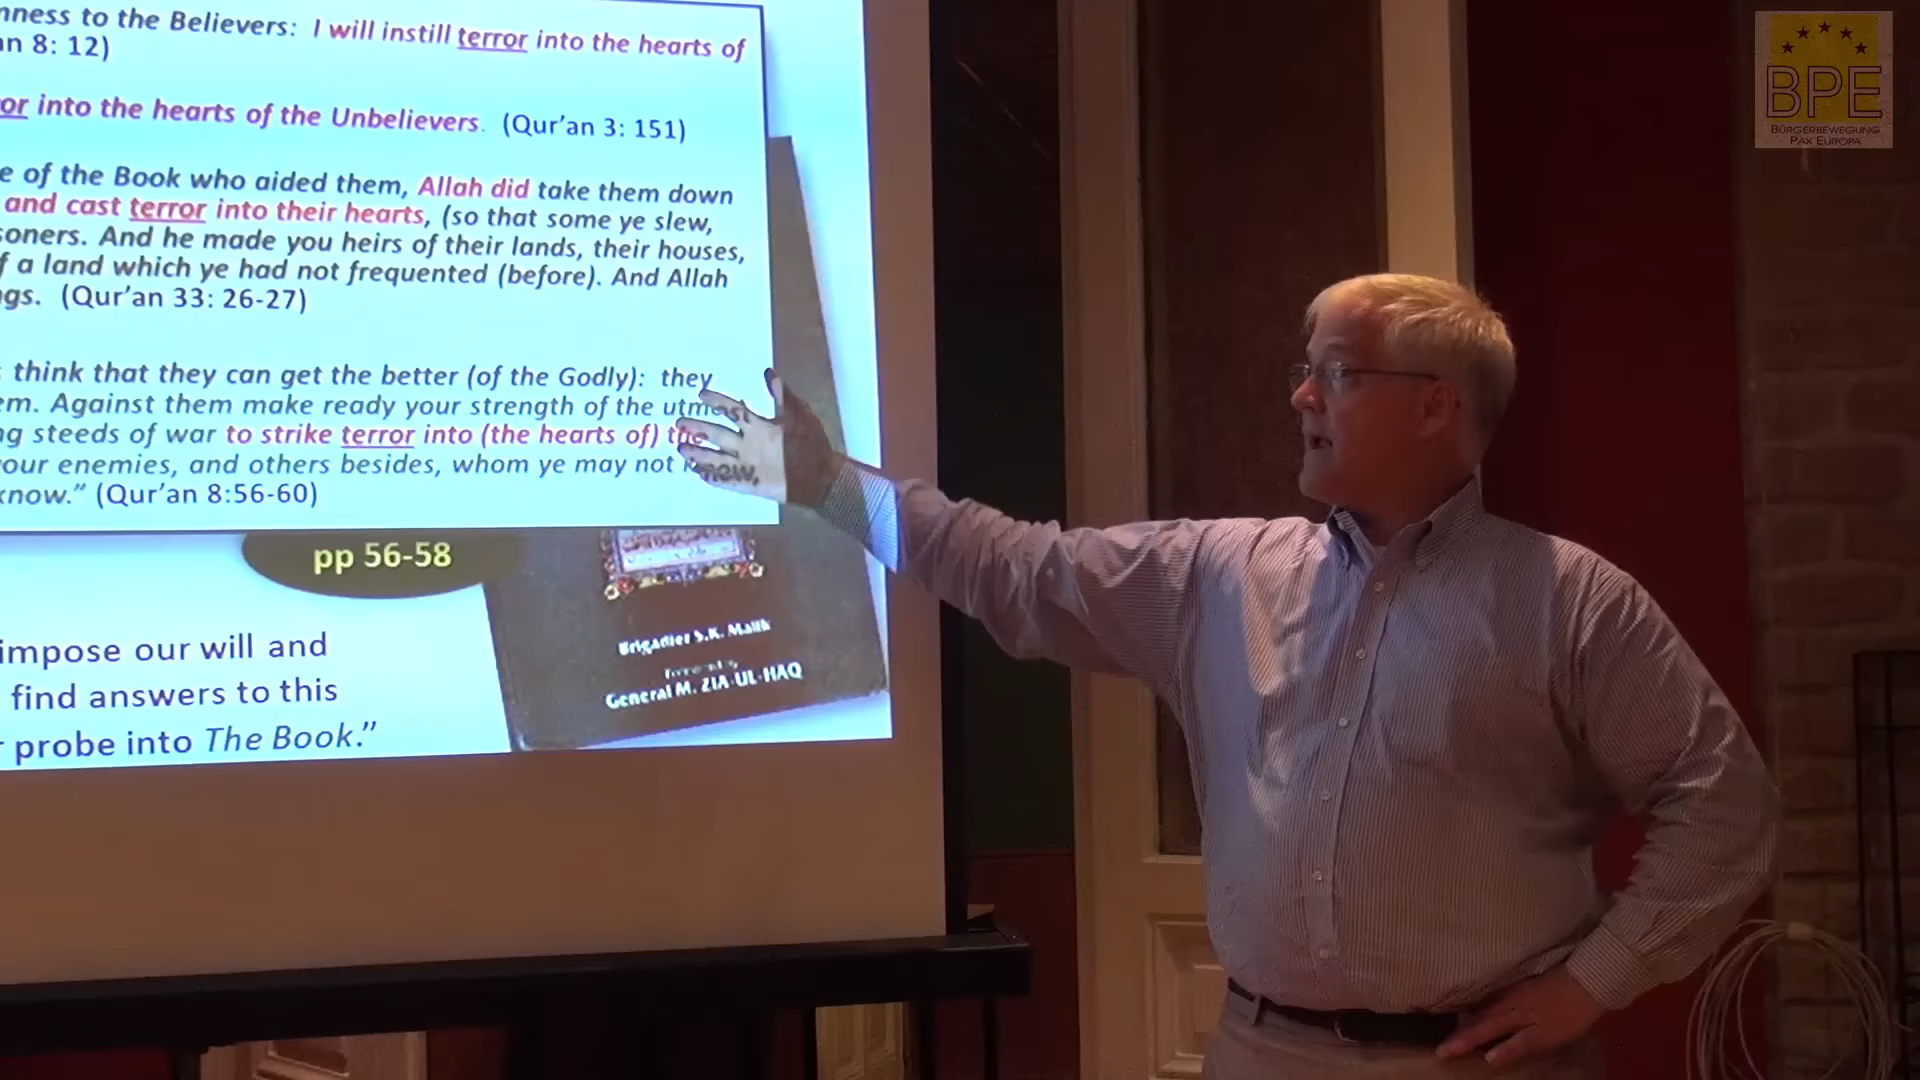 nness to the Believers: I will instill terror into the hearts of
an 8: 12)
or into the hearts of the Unbelievers. (Qur'an 3: 151)
e of the Book who aided them, Allah did take them down
and cast terror into their hearts, (so that some ye slew,
soners. And he made you heirs of their lands, their houses,
f a land which ye had not frequented (before). And Allah
ngs. (Qur'an 33: 26-27)
think that they can get the better (of the Godly): they
em. Against them make ready your strength of the utmost
ng steeds of war to strike terror into (the hearts of) the
our enemies, and others besides, whom ye may not know,
know." (Qur'an 8:56-60)
pp 56-58
impose our will and
find answers to this
r probe into The Book."
Brigadier S.K. Malik
General M. ZIA-UL-HAQ
BPE
BÜRGERBEWEGUNG
PAX EUROPA